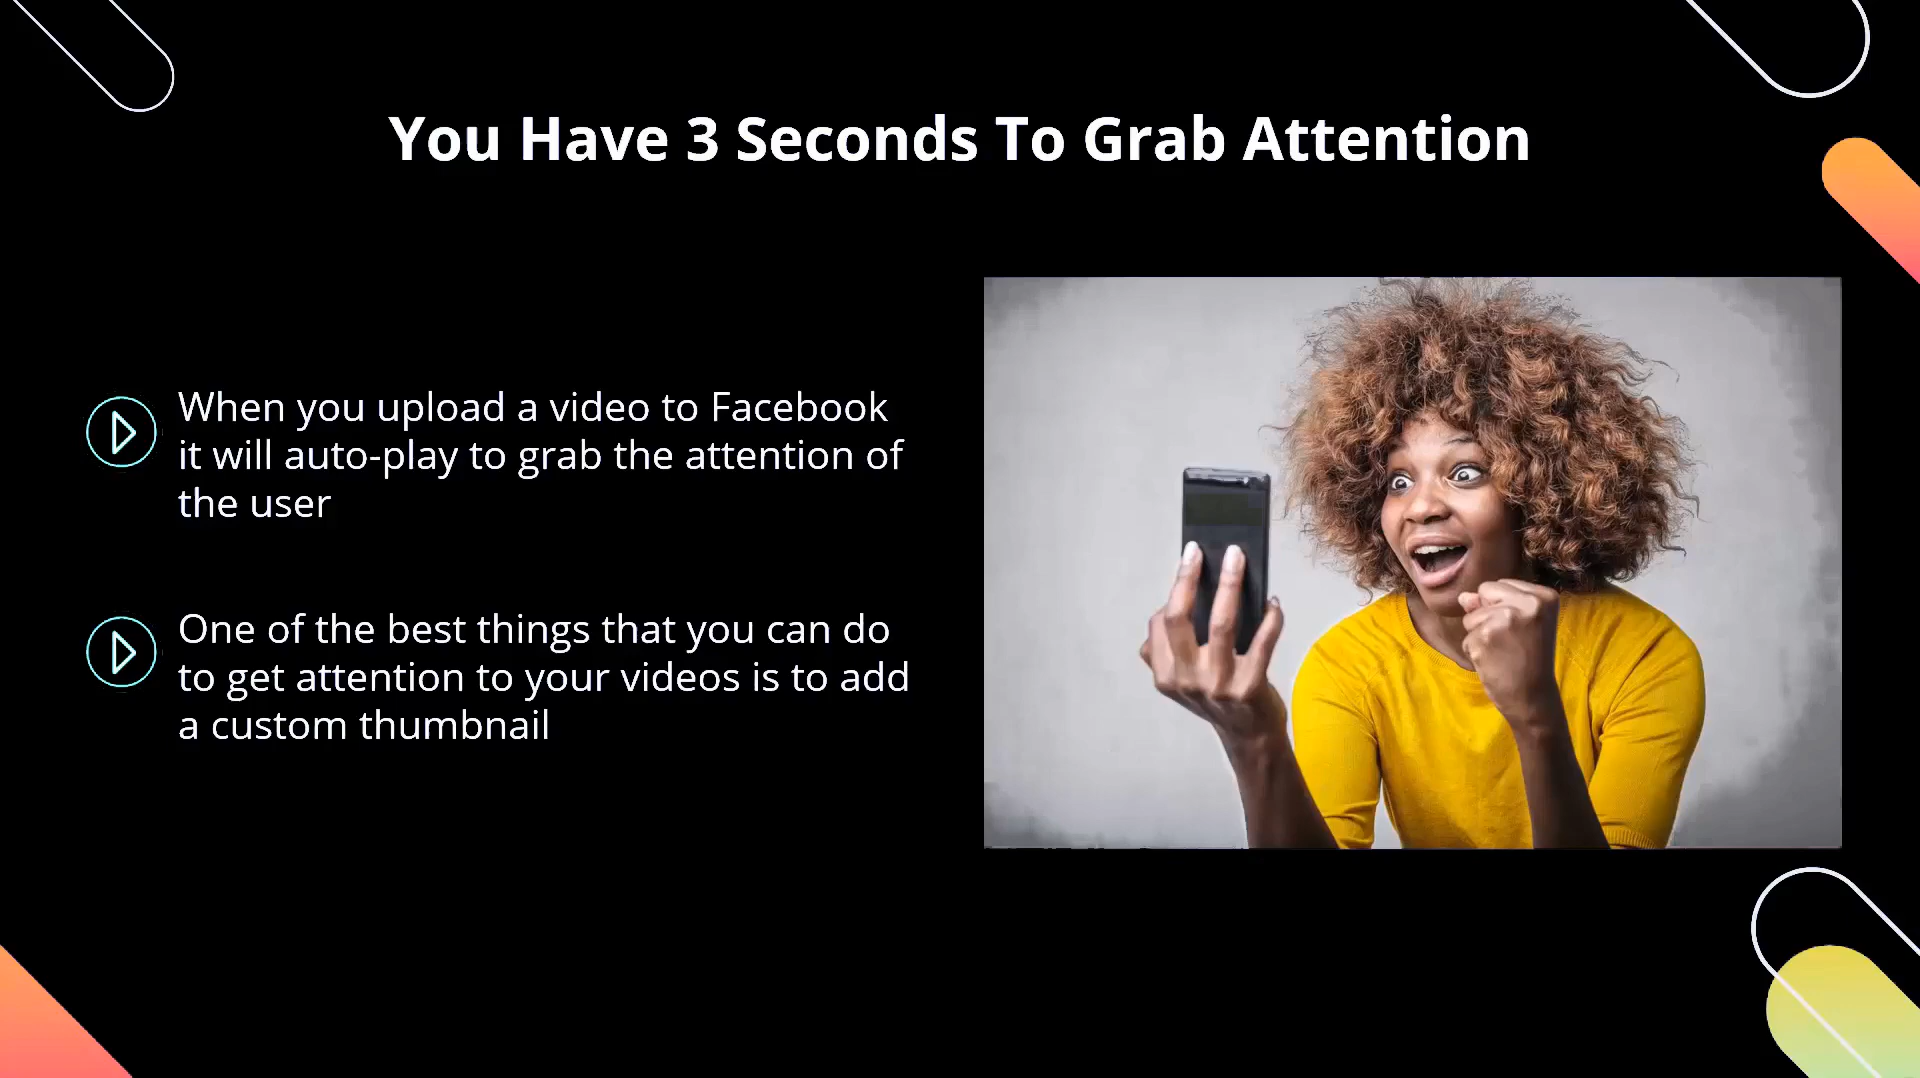 You Have 3 Seconds To Grab Attention
When you upload a video to Facebook
it will auto-play to grab the attention of
the user
One of the best things that you can do
to get attention to your videos is to add
a custom thumbnail